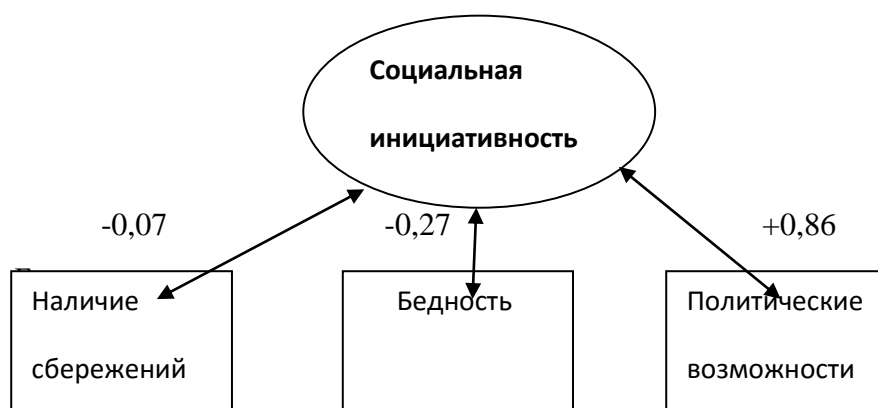 Социальная
инициативность
-0,07
-0,27
+0,86
Наличие
сбережений
Бедность
Политические
возможности